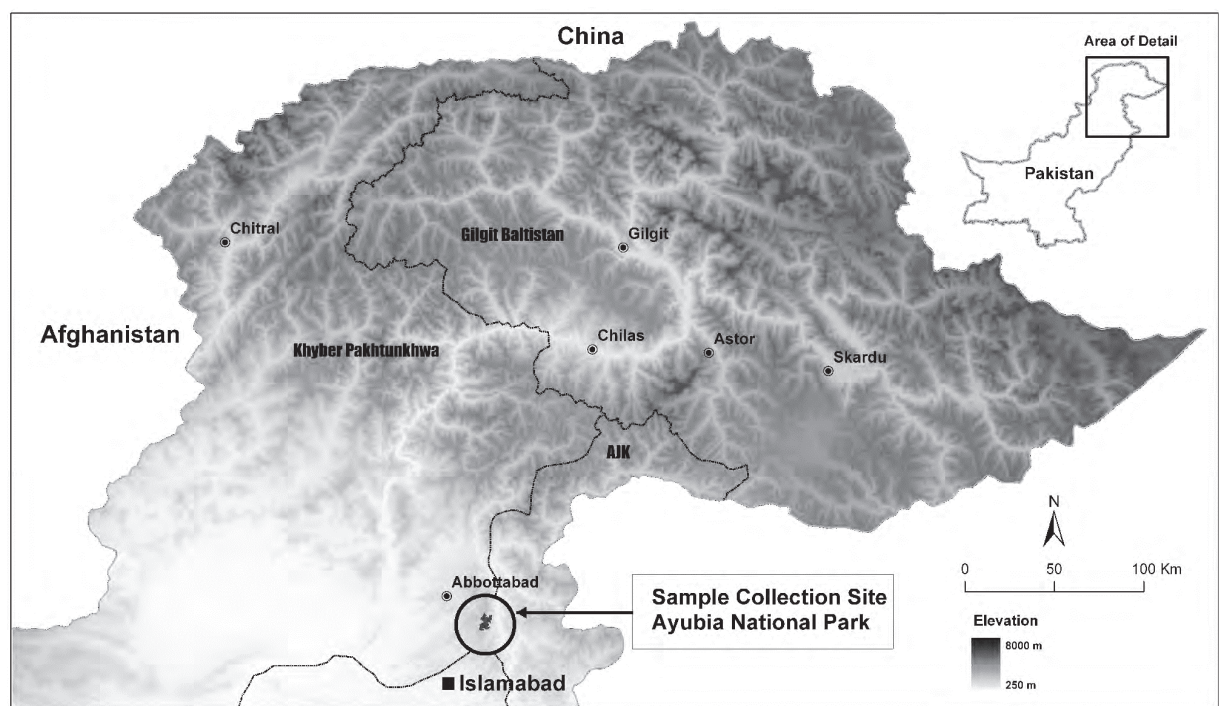 China
Area of Detail
Pakistan
Chitral
Gilgit Baltistan
Gilgit
Afghanistan
Khyber Pakhtunkhwa
Chilas
Astor
Skardu
AJK
N
0 50 100 Km
Abbottabad
Sample Collection Site
Ayubia National Park
Elevation
8000 m
250 m
Islamabad